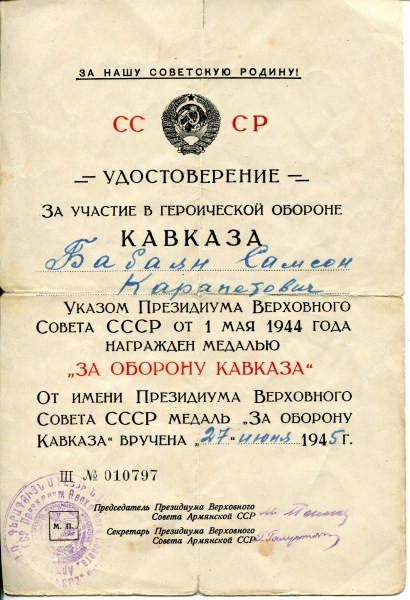 ЗА НАШУ СОВЕТСКУЮ РОДИНУ!
СС СР
УДОСТОВЕРЕНИЕ
ЗА УЧАСТИЕ В ГЕРОИЧЕСКОЙ ОБОРОНЕ
КАВКАЗА
Бабаян Самсон
Карапетович
УКАЗОМ ПРЕЗИДИУМА ВЕРХОВНОГО
СОВЕТА СССР ОТ 1 МАЯ 1944 ГОДА
НАГРАЖДЕН МЕДАЛЬЮ
„ЗА ОБОРОНУ КАВКАЗА“
ОТ ИМЕНИ ПРЕЗИДИУМА ВЕРХОВНОГО
СОВЕТА СССР МЕДАЛЬ „ЗА ОБОРОНУ
КАВКАЗА“ ВРУЧЕНА „27“ июня 1945 г.
Ш № 010797
М. П.
Председатель Президиума Верховного
Совета Армянской ССР
Секретарь Президиума Верховного
Совета Армянской ССР